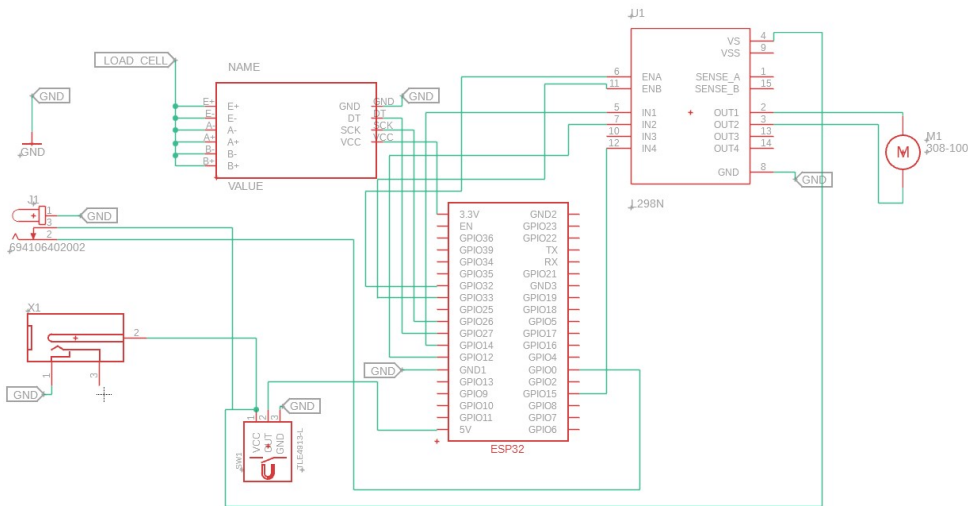 U1
LOAD_CELL
NAME
GND
GND
E+ E+
E- E-
A- A-
A+ A+
B- B-
B+ B+
GND GND
DT DT
SCK SCK
VCC VCC
GND
VALUE
6 ENA
11 ENB
5 IN1
7 IN2
10 IN3
12 IN4
VS 4
VSS 9
SENSE_A 1
SENSE_B 15
OUT1 2
OUT2 3
OUT3 13
OUT4 14
GND 8
GND
L298N
M
M1
308-100
J1
1
3
2
GND
694106402002
X1
2
1
3
GND
3.3V GND2
EN GPIO23
GPIO36 GPIO22
GPIO39 TX
GPIO34 RX
GPIO35 GPIO21
GPIO32 GND3
GPIO33 GPIO19
GPIO25 GPIO18
GPIO26 GPIO5
GPIO27 GPIO17
GPIO14 GPIO16
GPIO12 GPIO4
GND GND1 GPIO0
GPIO13 GPIO2
GPIO9 GPIO15
GPIO10 GPIO8
GPIO11 GPIO7
5V GPIO6
ESP32
GND
1 2 3
VCC OUT GND
SW1
TLE4913-L